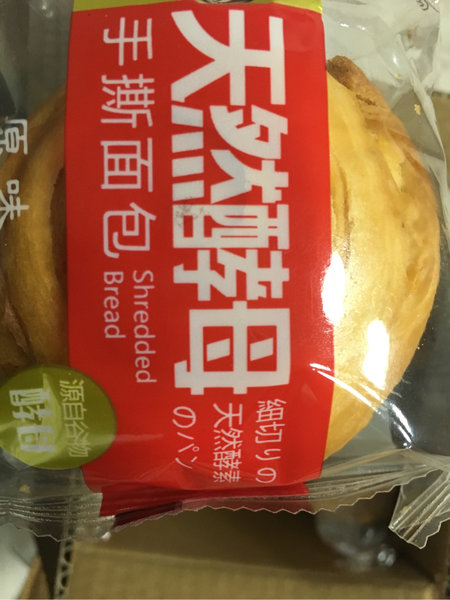 天然酵母
手撕面包
Shredded
Bread
原味
細切りの
天然酵素
のパン
源自谷物
酵母